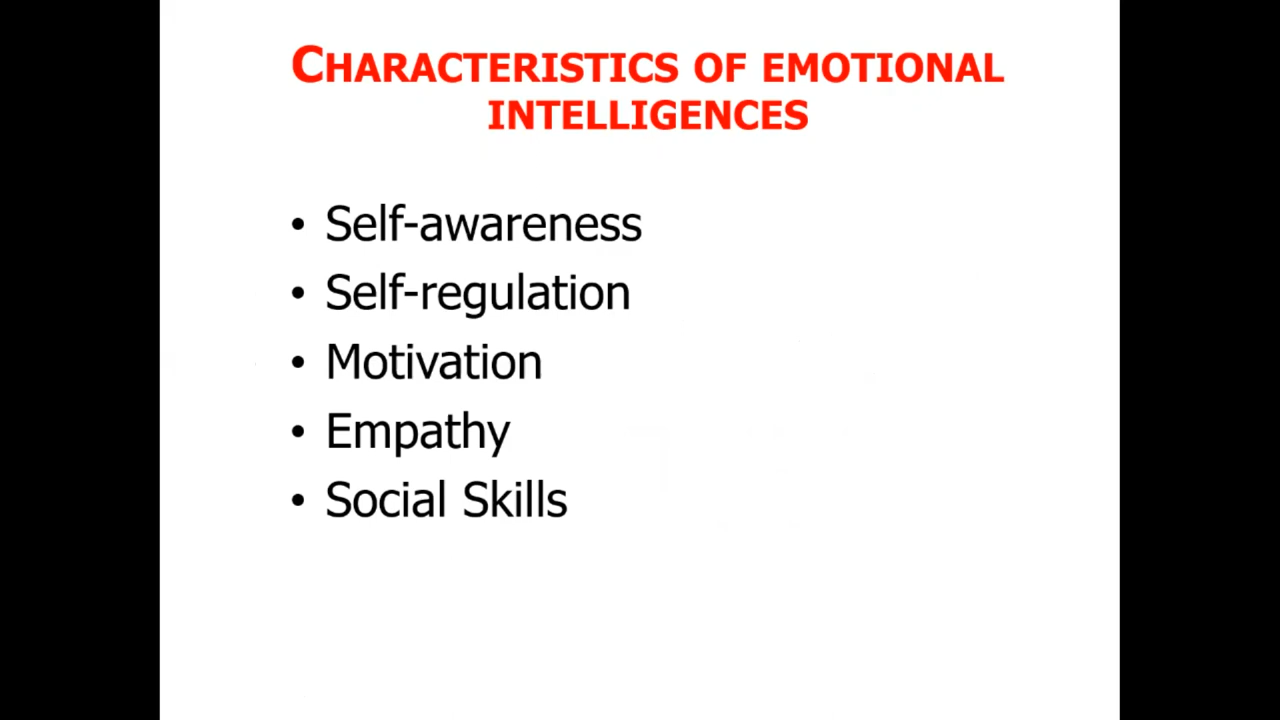 CHARACTERISTICS OF EMOTIONAL
INTELLIGENCES
• Self-awareness
• Self-regulation
• Motivation
• Empathy
• Social Skills